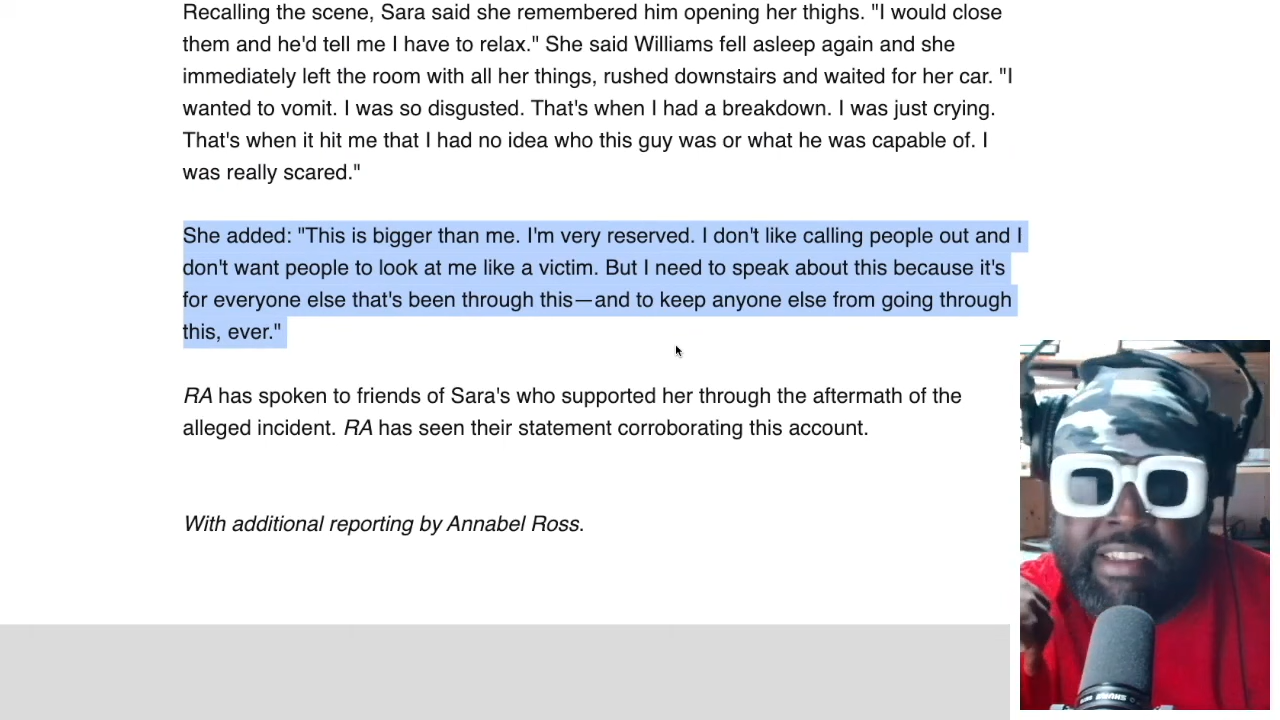 Recalling the scene, Sara said she remembered him opening her thighs. "I would close
them and he'd tell me I have to relax." She said Williams fell asleep again and she
immediately left the room with all her things, rushed downstairs and waited for her car. "I
wanted to vomit. I was so disgusted. That's when I had a breakdown. I was just crying.
That's when it hit me that I had no idea who this guy was or what he was capable of. I
was really scared."
She added: "This is bigger than me. I'm very reserved. I don't like calling people out and I
don't want people to look at me like a victim. But I need to speak about this because it's
for everyone else that's been through this—and to keep anyone else from going through
this, ever."
RA has spoken to friends of Sara's who supported her through the aftermath of the
alleged incident. RA has seen their statement corroborating this account.
With additional reporting by Annabel Ross.